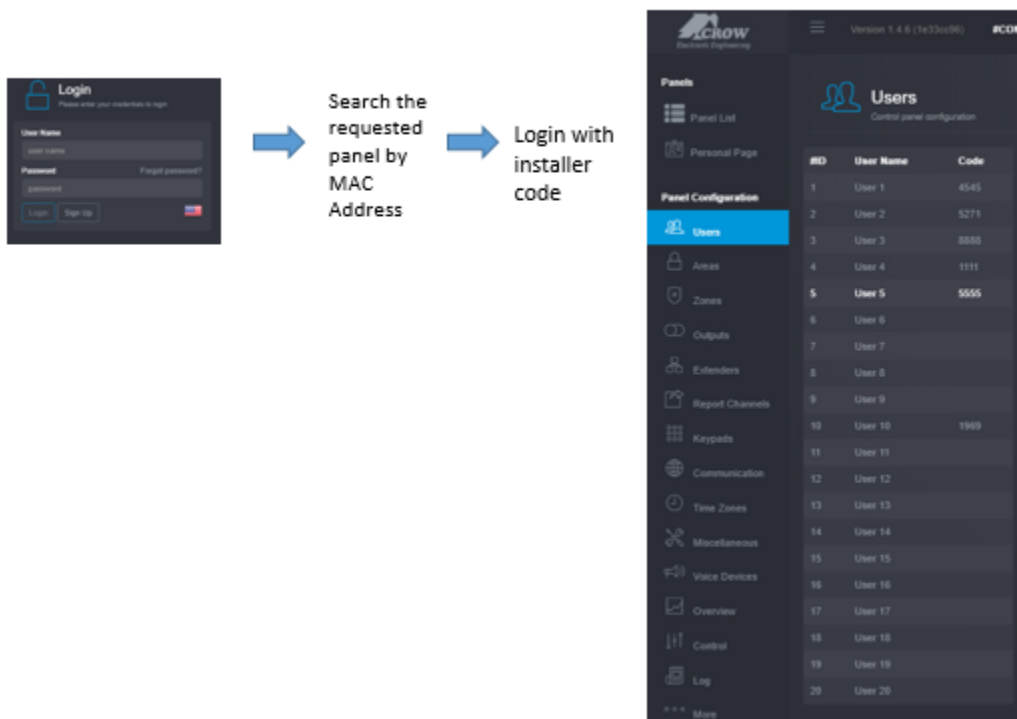 Login
Please enter your credentials to login
User Name
user name
Password Forgot password?
password
Login Sign Up
Search the
requested
panel by
MAC
Address
Login with
installer
code
CROW
Electronic Engineering
Version 1.4.6 (1e33cc96) #CON
Panels
Panel List
Personal Page
Panel Configuration
Users
Areas
Zones
Outputs
Extenders
Report Channels
Keypads
Communication
Time Zones
Miscellaneous
Voice Devices
Overview
Control
Log
More
Users
Control panel configuration
#ID User Name Code
1 User 1 4545
2 User 2 5271
3 User 3 8888
4 User 4 1111
5 User 5 5555
6 User 6
7 User 7
8 User 8
9 User 9
10 User 10 1969
11 User 11
12 User 12
13 User 13
14 User 14
15 User 15
16 User 16
17 User 17
18 User 18
19 User 19
20 User 20